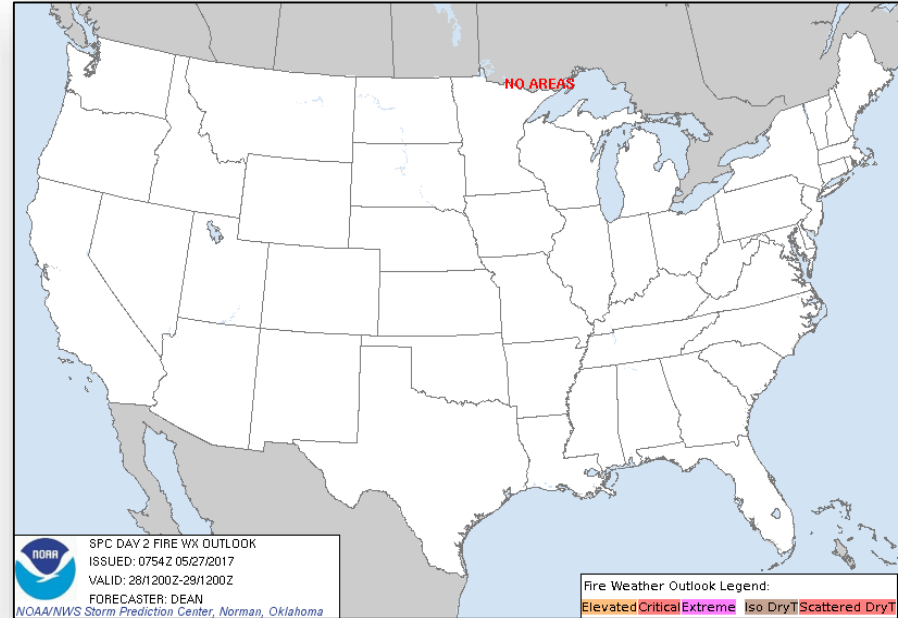 NO AREAS
NOAA
SPC DAY 2 FIRE WX OUTLOOK
ISSUED: 0754Z 05/27/2017
VALID: 28/1200Z-29/1200Z
FORECASTER: DEAN
NOAA/NWS Storm Prediction Center, Norman, Oklahoma
Fire Weather Outlook Legend:
Elevated Critical Extreme Iso DryT Scattered DryT